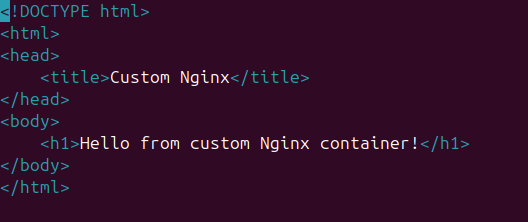 <!DOCTYPE html>
<html>
<head>
    <title>Custom Nginx</title>
</head>
<body>
    <h1>Hello from custom Nginx container!</h1>
</body>
</html>